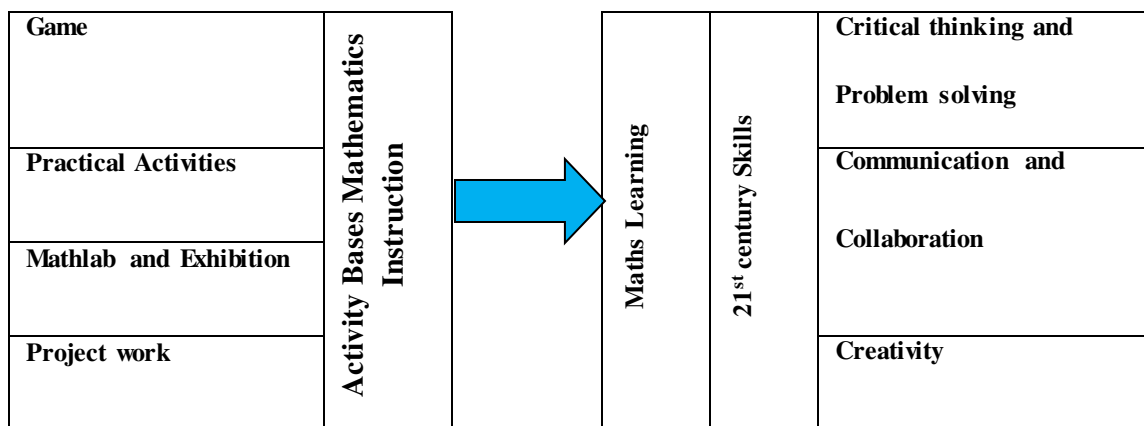 Game
Practical Activities
Mathlab and Exhibition
Project work
Activity Bases Mathematics
Instruction
Maths Learning
21st century Skills
Critical thinking and
Problem solving
Communication and
Collaboration
Creativity